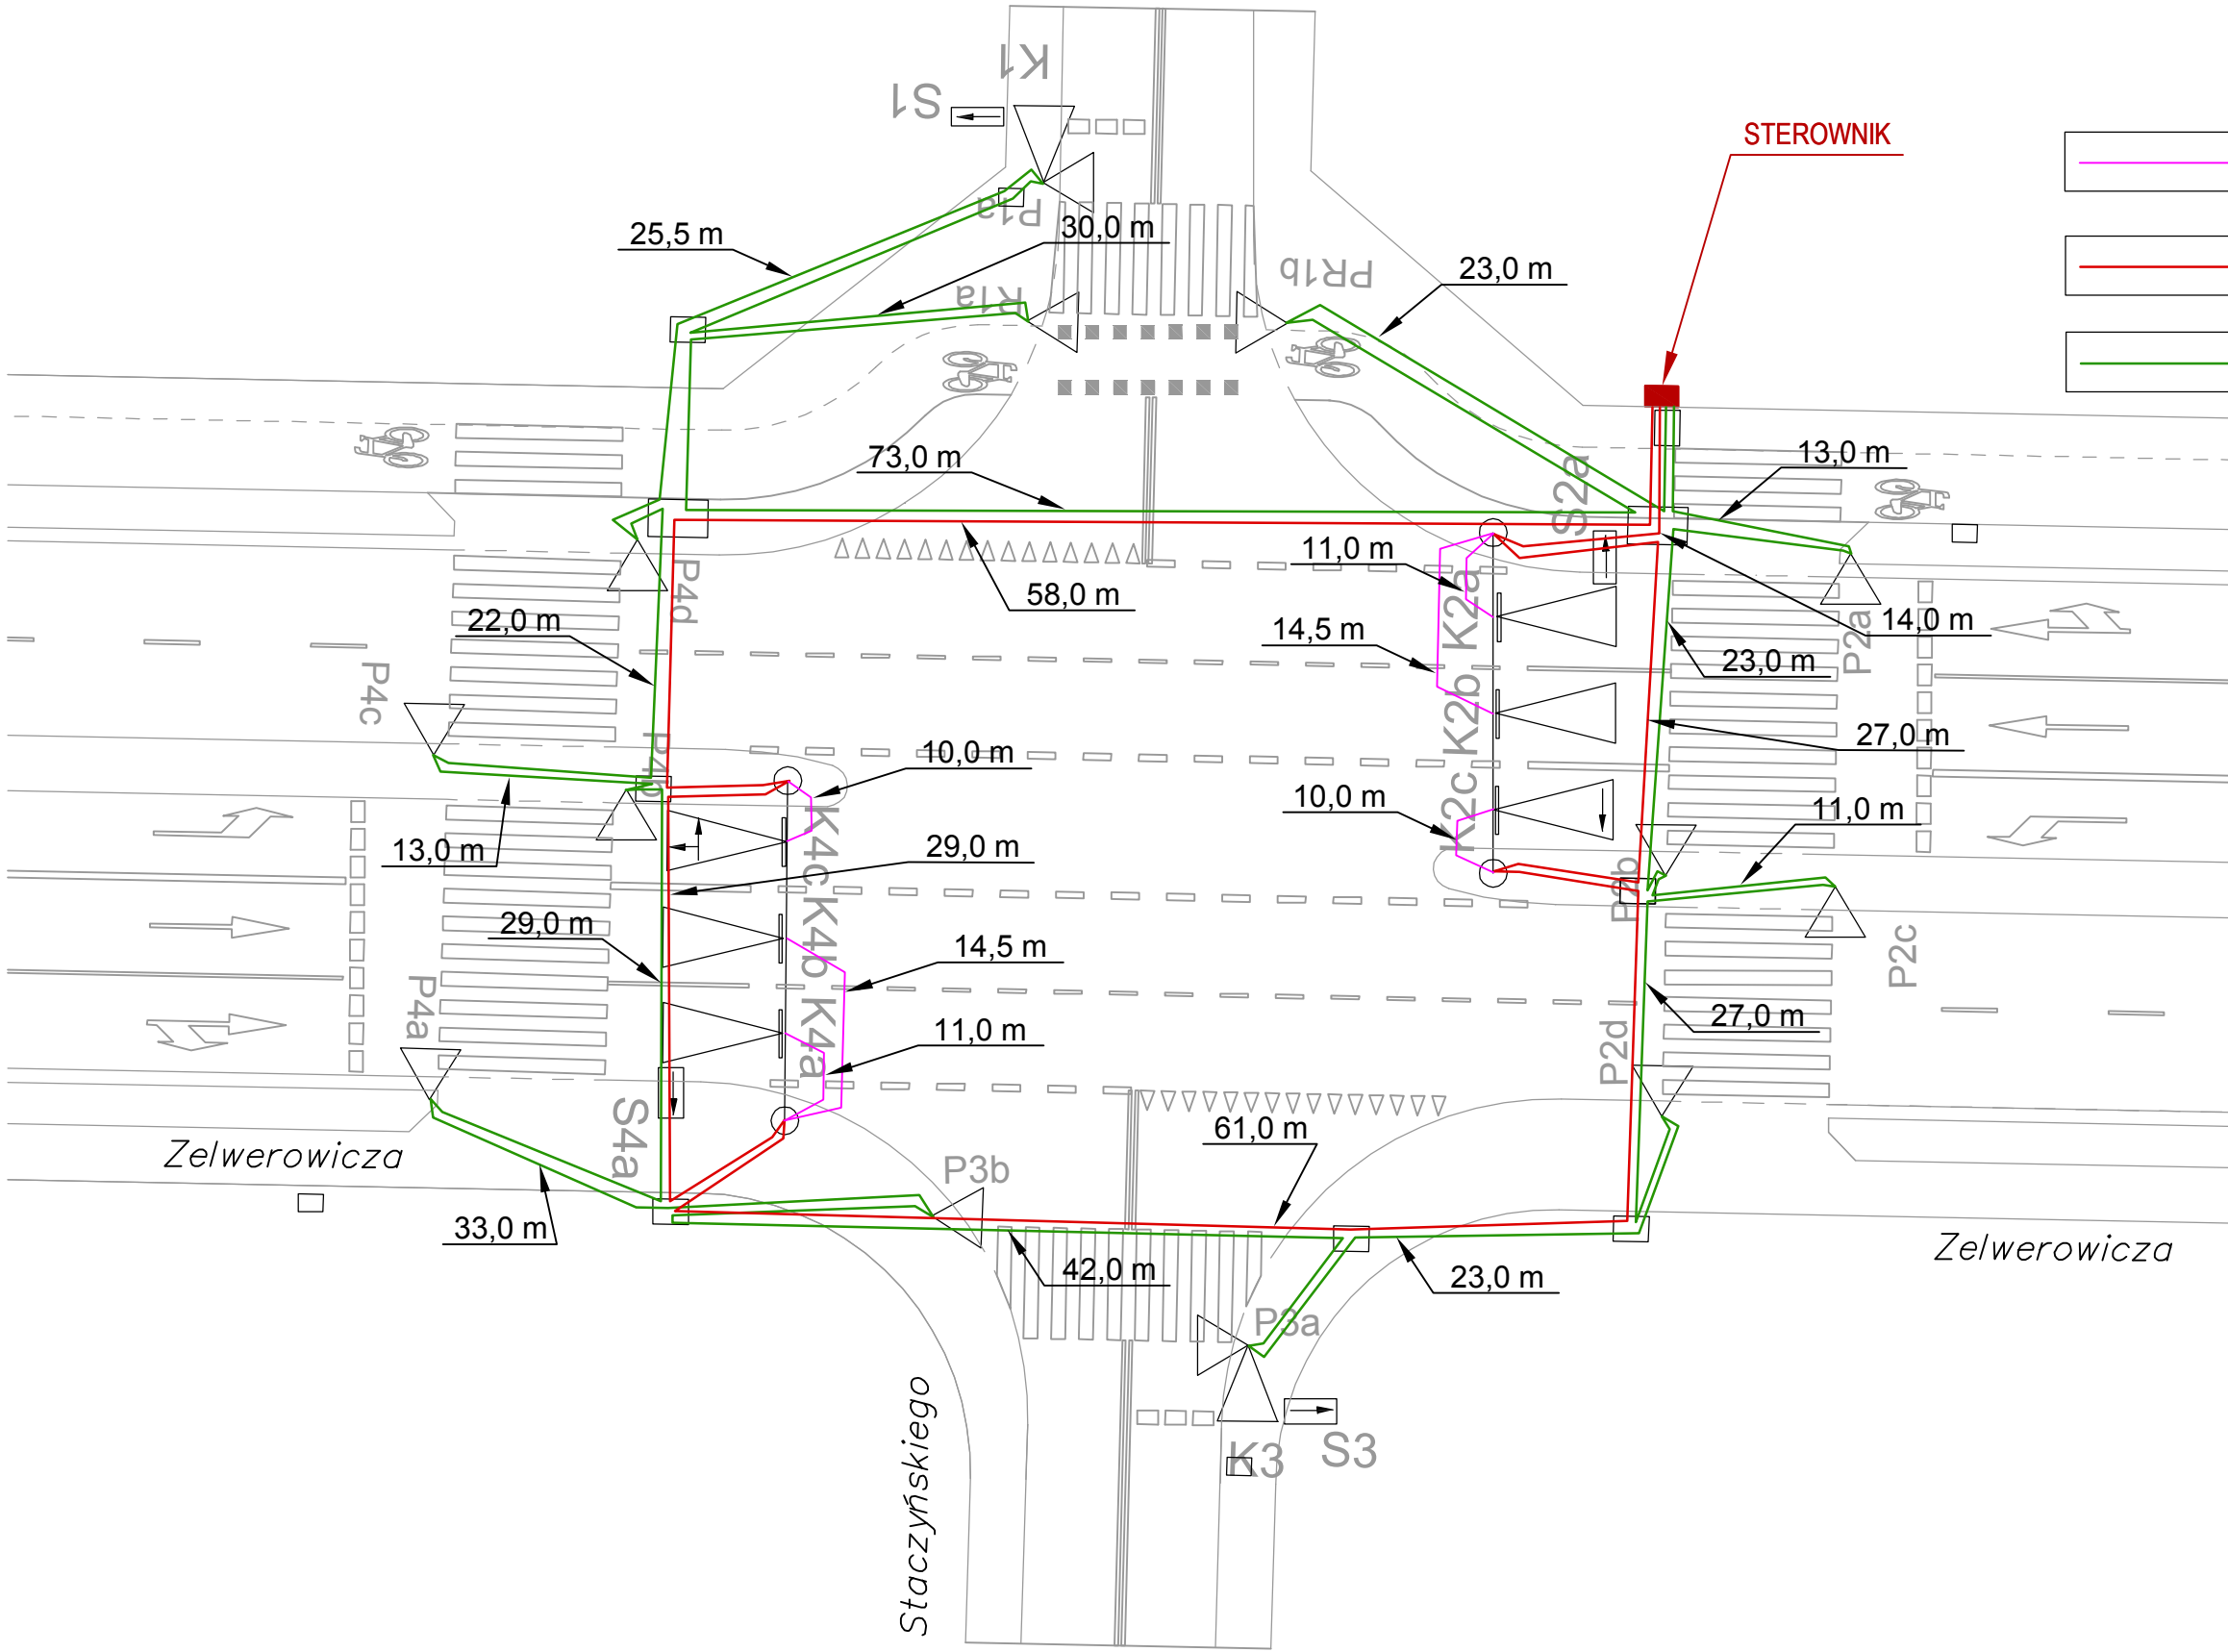 K1
S1
STEROWNIK
P1a
25,5 m
30,0 m
R1a
PR1b
23,0 m
73,0 m
S2a
13,0 m
11,0 m
P4d
58,0 m
K2a
14,0 m
22,0 m
14,5 m
P2a
23,0 m
P4c
K2b
27,0 m
P4b
10,0 m
10,0 m
K2c
11,0 m
13,0 m
K4c
29,0 m
P2b
29,0 m
K4b
14,5 m
P2c
P4a
K4a
11,0 m
27,0 m
P2d
S4a
61,0 m
Zelwerowicza
P3b
33,0 m
42,0 m
23,0 m
Zelwerowicza
P3a
Staczyńskiego
K3
S3